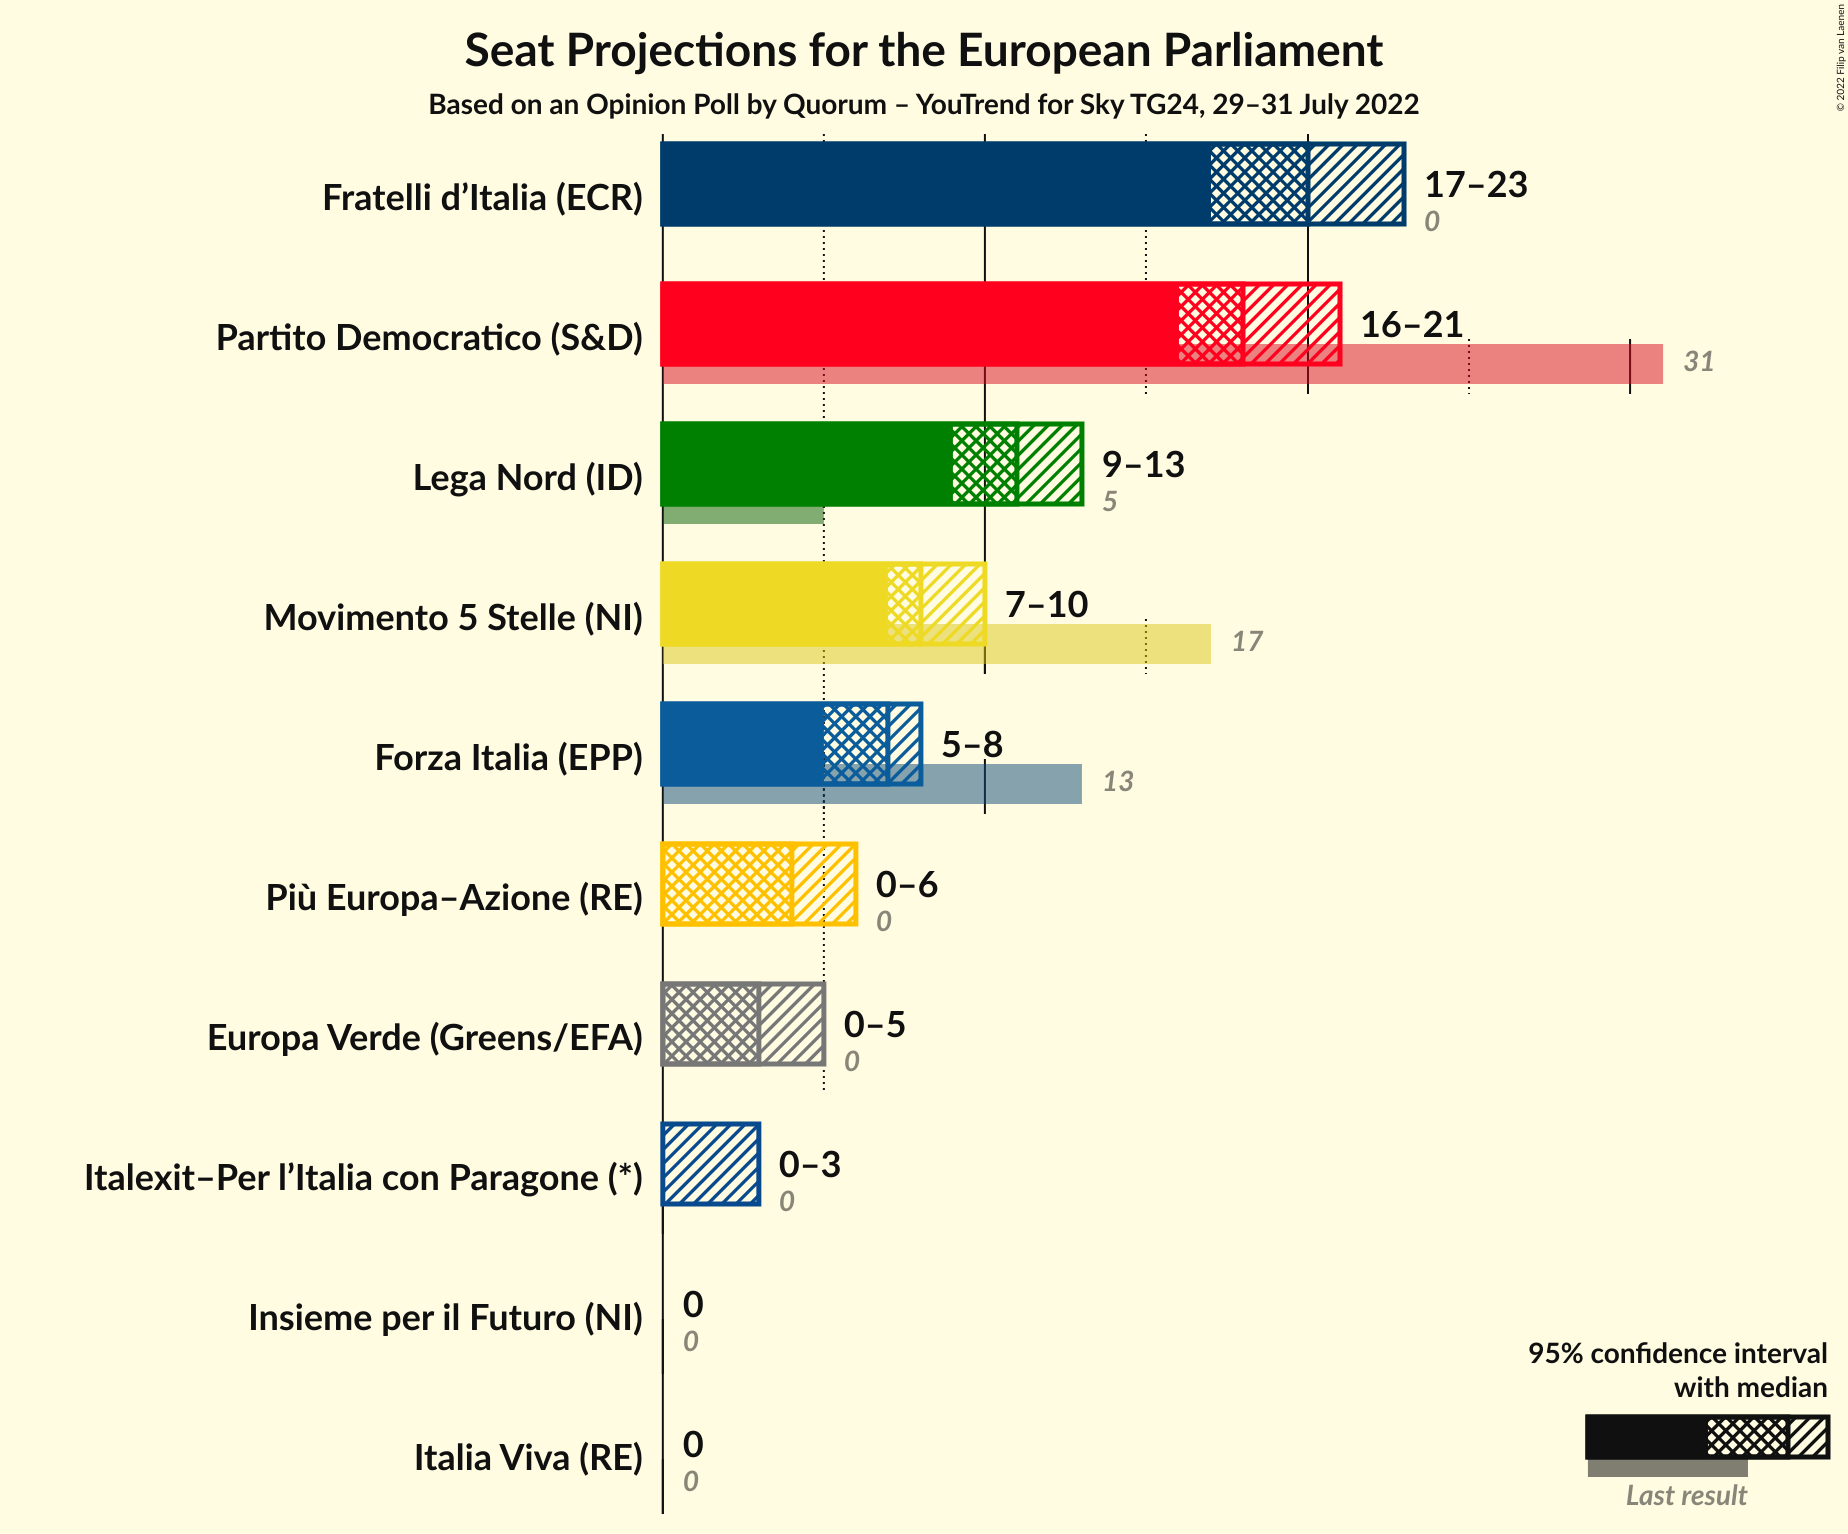 Seat Projections for the European Parliament
Based on an Opinion Poll by Quorum – YouTrend for Sky TG24, 29–31 July 2022
© 2022 Filip van Laenen
Fratelli d’Italia (ECR)
17–23
0
Partito Democratico (S&D)
16–21
31
Lega Nord (ID)
9–13
5
Movimento 5 Stelle (NI)
7–10
17
Forza Italia (EPP)
5–8
13
Più Europa–Azione (RE)
0–6
0
Europa Verde (Greens/EFA)
0–5
0
Italexit–Per l’Italia con Paragone (*)
0–3
0
Insieme per il Futuro (NI)
0
0
Italia Viva (RE)
0
0
95% confidence interval
with median
Last result